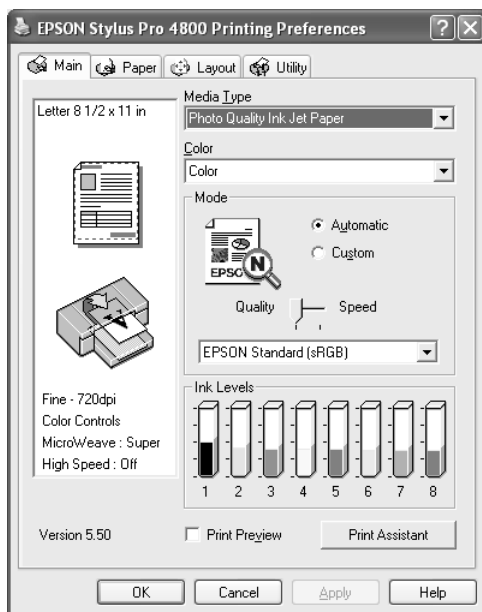 EPSON Stylus Pro 4800 Printing Preferences
Main Paper Layout Utility
Letter 8 1/2 x 11 in
Media Type
Photo Quality Ink Jet Paper
Color
Color
Mode
EPSC
N
Automatic
Custom
Quality Speed
EPSON Standard (sRGB)
Fine - 720dpi
Color Controls
MicroWeave : Super
High Speed : Off
Ink Levels
1 2 3 4 5 6 7 8
Version 5.50
Print Preview
Print Assistant
OK Cancel Apply Help